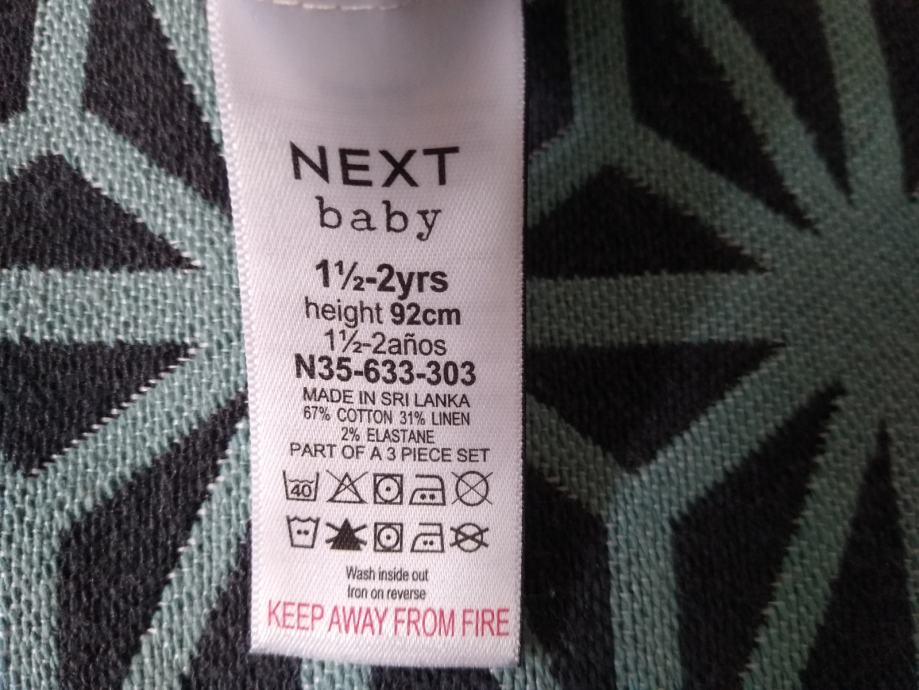 NEXT
baby
1½-2yrs
height 92cm
1½-2años
N35-633-303
MADE IN SRI LANKA
67% COTTON 31% LINEN
2% ELASTANE
PART OF A 3 PIECE SET
40
Wash inside out
Iron on reverse
KEEP AWAY FROM FIRE